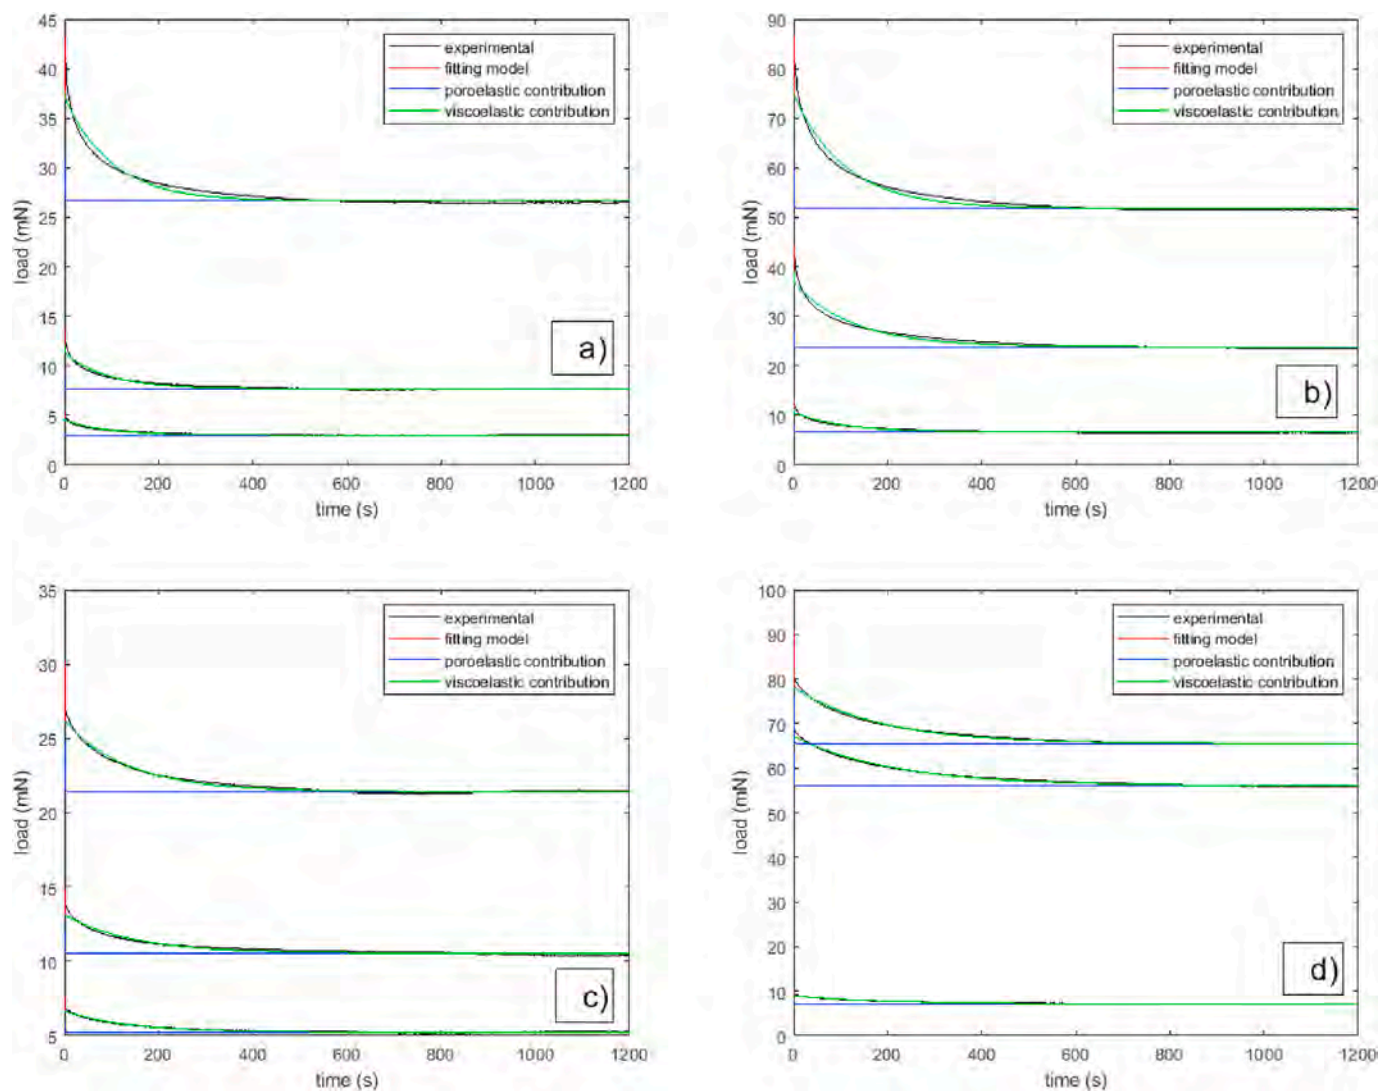 45
40
35
30
25
20
15
10
5
0
load (mN)
experimental
fitting model
poroelastic contribution
viscoelastic contribution
a)
0 200 400 600 800 1000 1200
time (s)
90
80
70
60
50
40
30
20
10
0
load (mN)
experimental
fitting model
poroelastic contribution
viscoelastic contribution
b)
0 200 400 600 800 1000 1200
time (s)
35
30
25
20
15
10
5
load (mN)
experimental
fitting model
poroelastic contribution
viscoelastic contribution
c)
0 200 400 600 800 1000 1200
time (s)
100
90
80
70
60
50
40
30
20
10
0
load (mN)
experimental
fitting model
poroelastic contribution
viscoelastic contribution
d)
0 200 400 600 800 1000 1200
time (s)